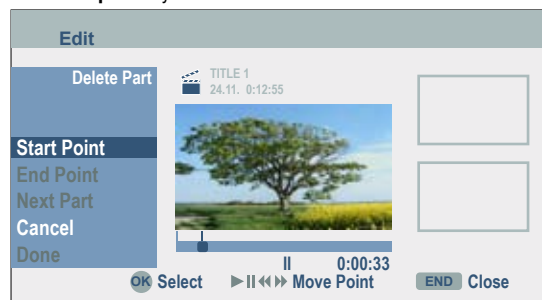 Edit
Delete Part
TITLE 1
24.11. 0:12:55
Start Point
End Point
Next Part
Cancel
Done
0:00:33
OK Select Move Point END Close